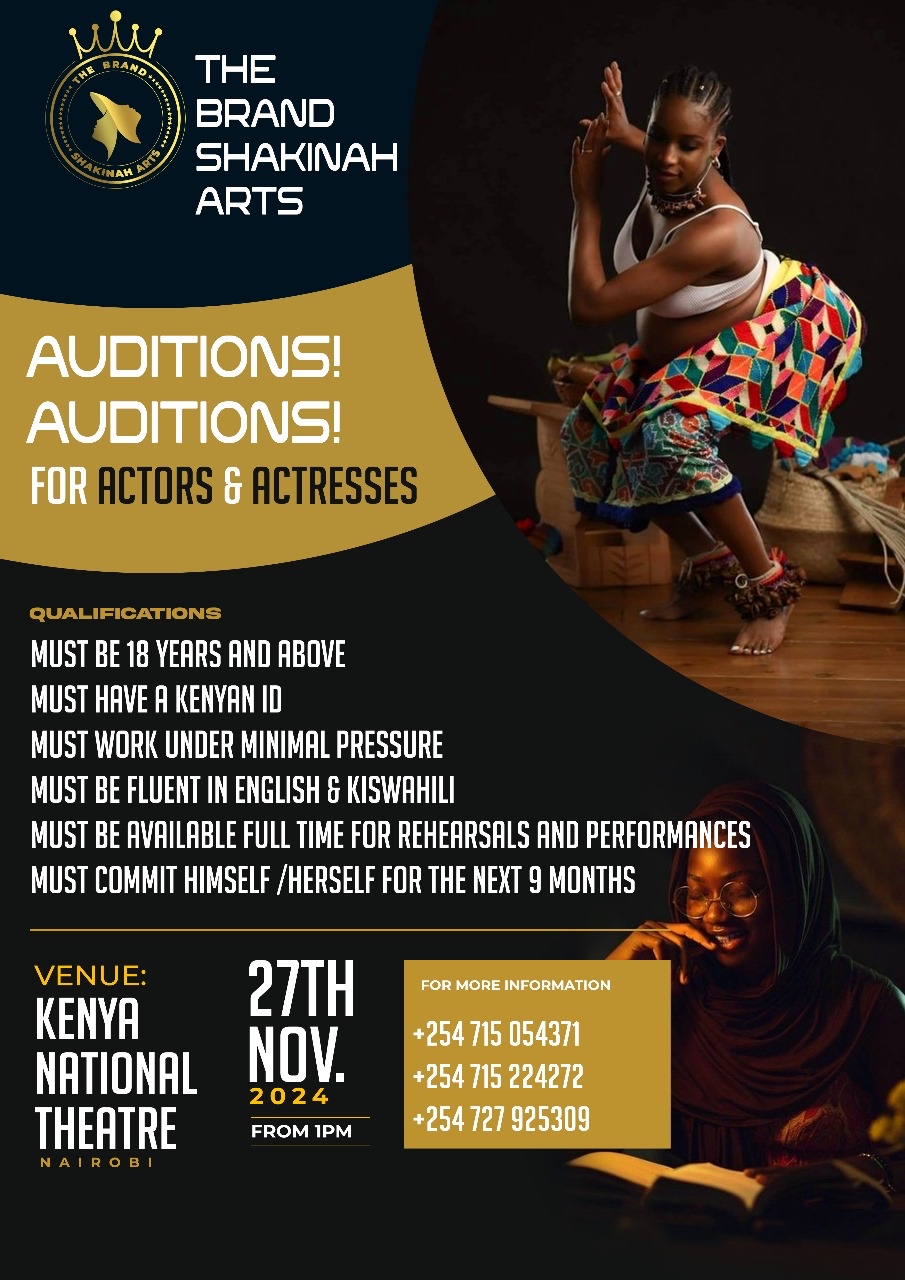 THE BRAND
SHAKINAH ARTS
THE
BRAND
SHAKINAH
ARTS
AUDITIONS!
AUDITIONS!
FOR ACTORS & ACTRESSES
QUALIFICATIONS
MUST BE 18 YEARS AND ABOVE
MUST HAVE A KENYAN ID
MUST WORK UNDER MINIMAL PRESSURE
MUST BE FLUENT IN ENGLISH & KISWAHILI
MUST BE AVAILABLE FULL TIME FOR REHEARSALS AND PERFORMANCES
MUST COMMIT HIMSELF /HERSELF FOR THE NEXT 9 MONTHS
VENUE:
KENYA
NATIONAL
THEATRE
NAIROBI
27TH
NOV.
2024
FROM 1PM
FOR MORE INFORMATION
+254 715 054371
+254 715 224272
+254 727 925309